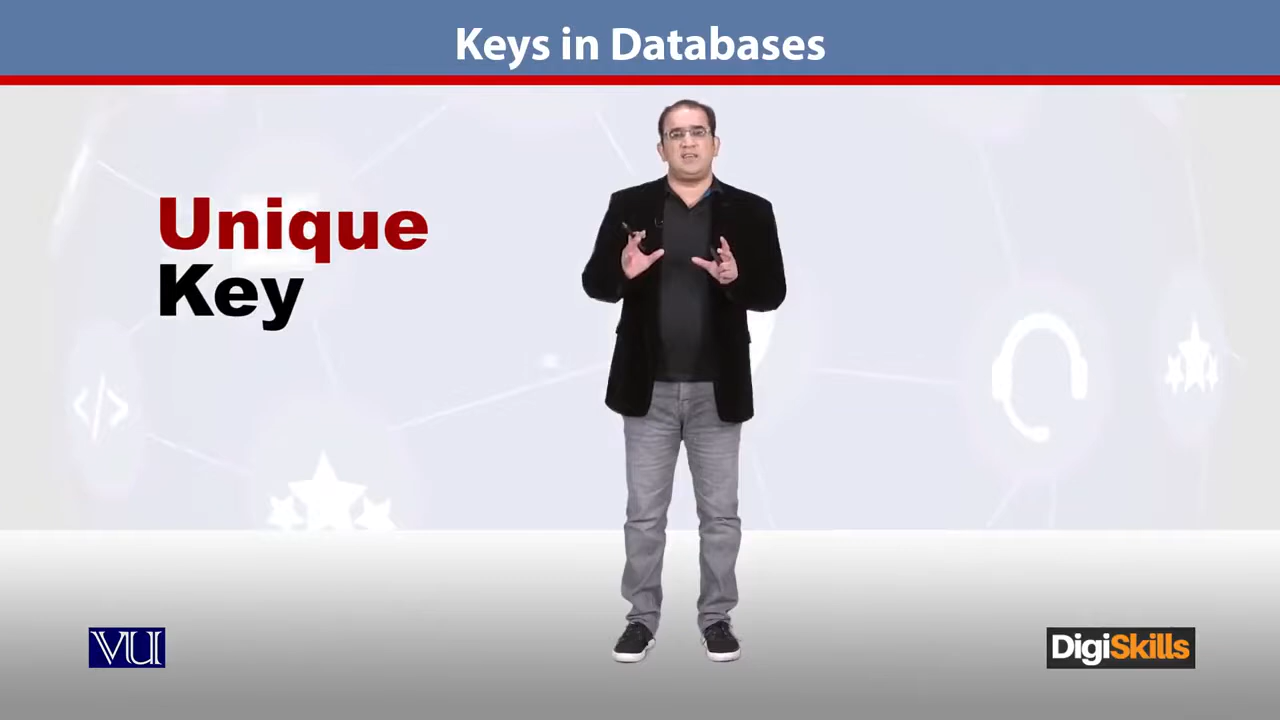 Keys in Databases
Unique
Key
</>
VU
DigiSkills